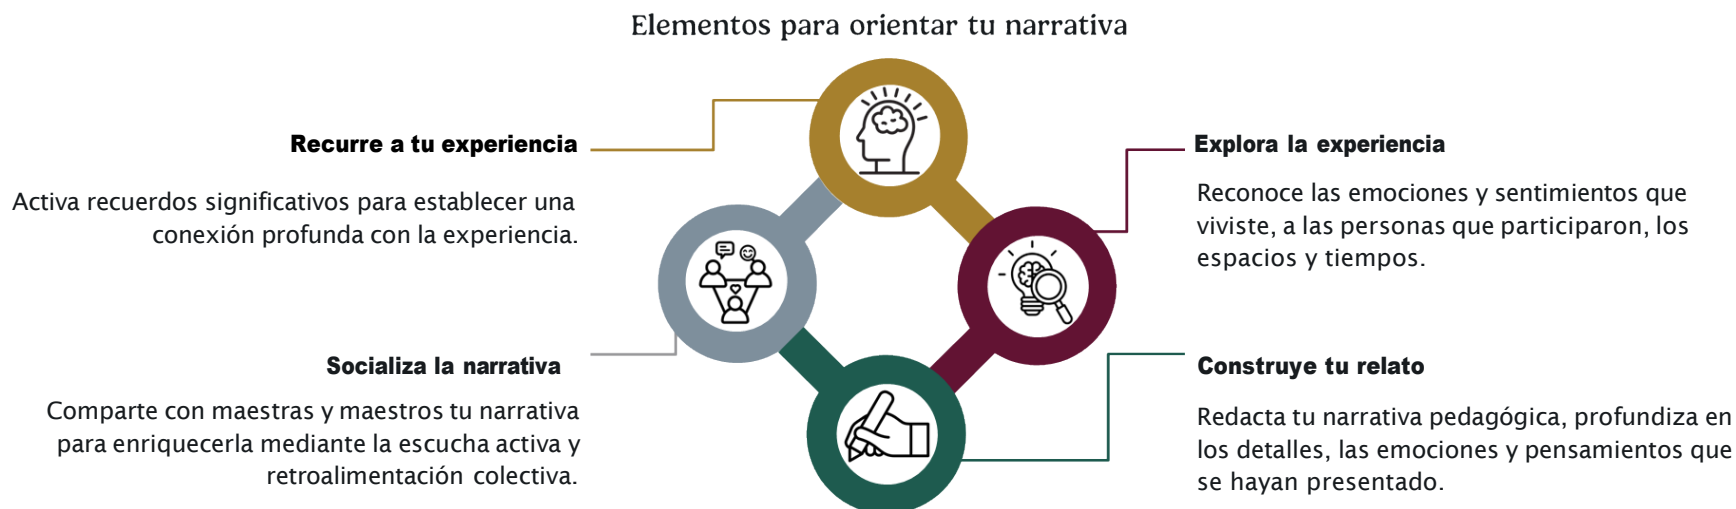 Elementos para orientar tu narrativa
Recurre a tu experiencia
Activa recuerdos significativos para establecer una
conexión profunda con la experiencia.
Explora la experiencia
Reconoce las emociones y sentimientos que
viviste, a las personas que participaron, los
espacios y tiempos.
Socializa la narrativa
Comparte con maestras y maestros tu narrativa
para enriquecerla mediante la escucha activa y
retroalimentación colectiva.
Construye tu relato
Redacta tu narrativa pedagógica, profundiza en
los detalles, las emociones y pensamientos que
se hayan presentado.